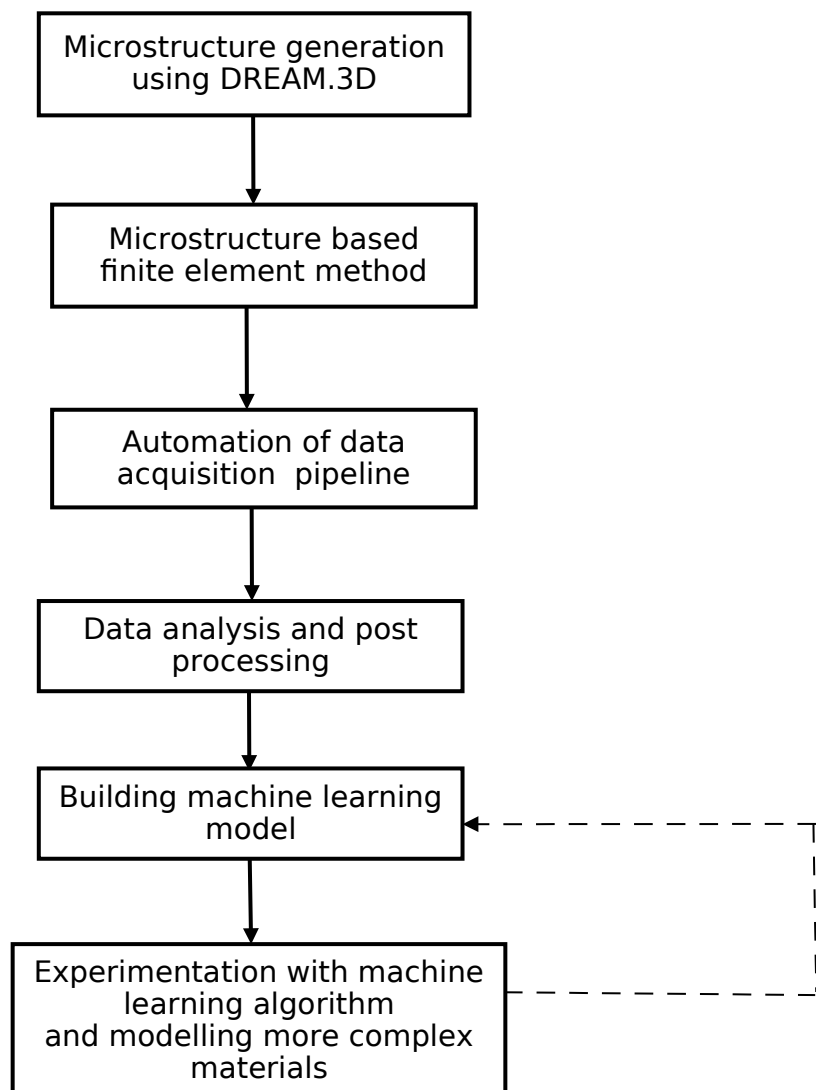 Microstructure generation
using DREAM.3D
Microstructure based
finite element method
Automation of data
acquisition  pipeline
Data analysis and post
processing
Building machine learning
model
Experimentation with machine
learning algorithm
and modelling more complex
materials